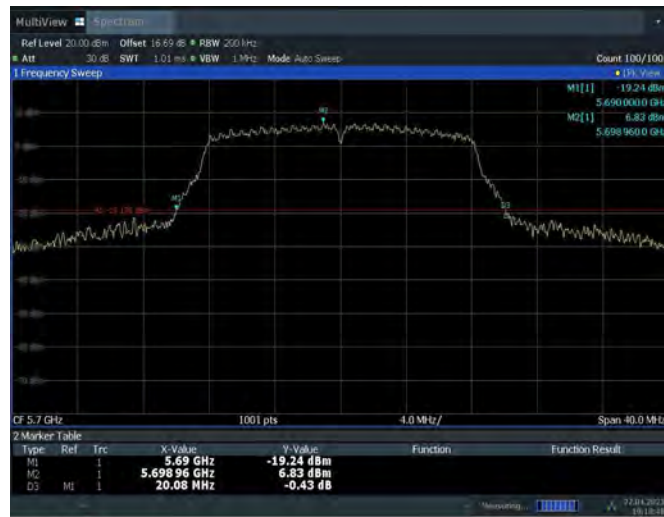 MultiView Spectrum
Ref Level 20.00 dBm Offset 16.69 dB RBW 200 kHz
Att 30 dB SWT 1.01 ms VBW 1 MHz Mode Auto Sweep Count 100/100
1 Frequency Sweep
M1[1] -19.24 dBm
5.6900000 GHz
M2[1] 6.83 dBm
5.6989600 GHz
M2
M1
D3
CF 5.7 GHz 1001 pts 4.0 MHz/ Span 40.0 MHz
2 Marker Table
Type Ref Trc X-Value Y-Value Function Function Result
M1 1 5.69 GHz -19.24 dBm
M2 1 5.698 96 GHz 6.83 dBm
D3 M1 1 20.08 MHz -0.43 dB
Measuring...